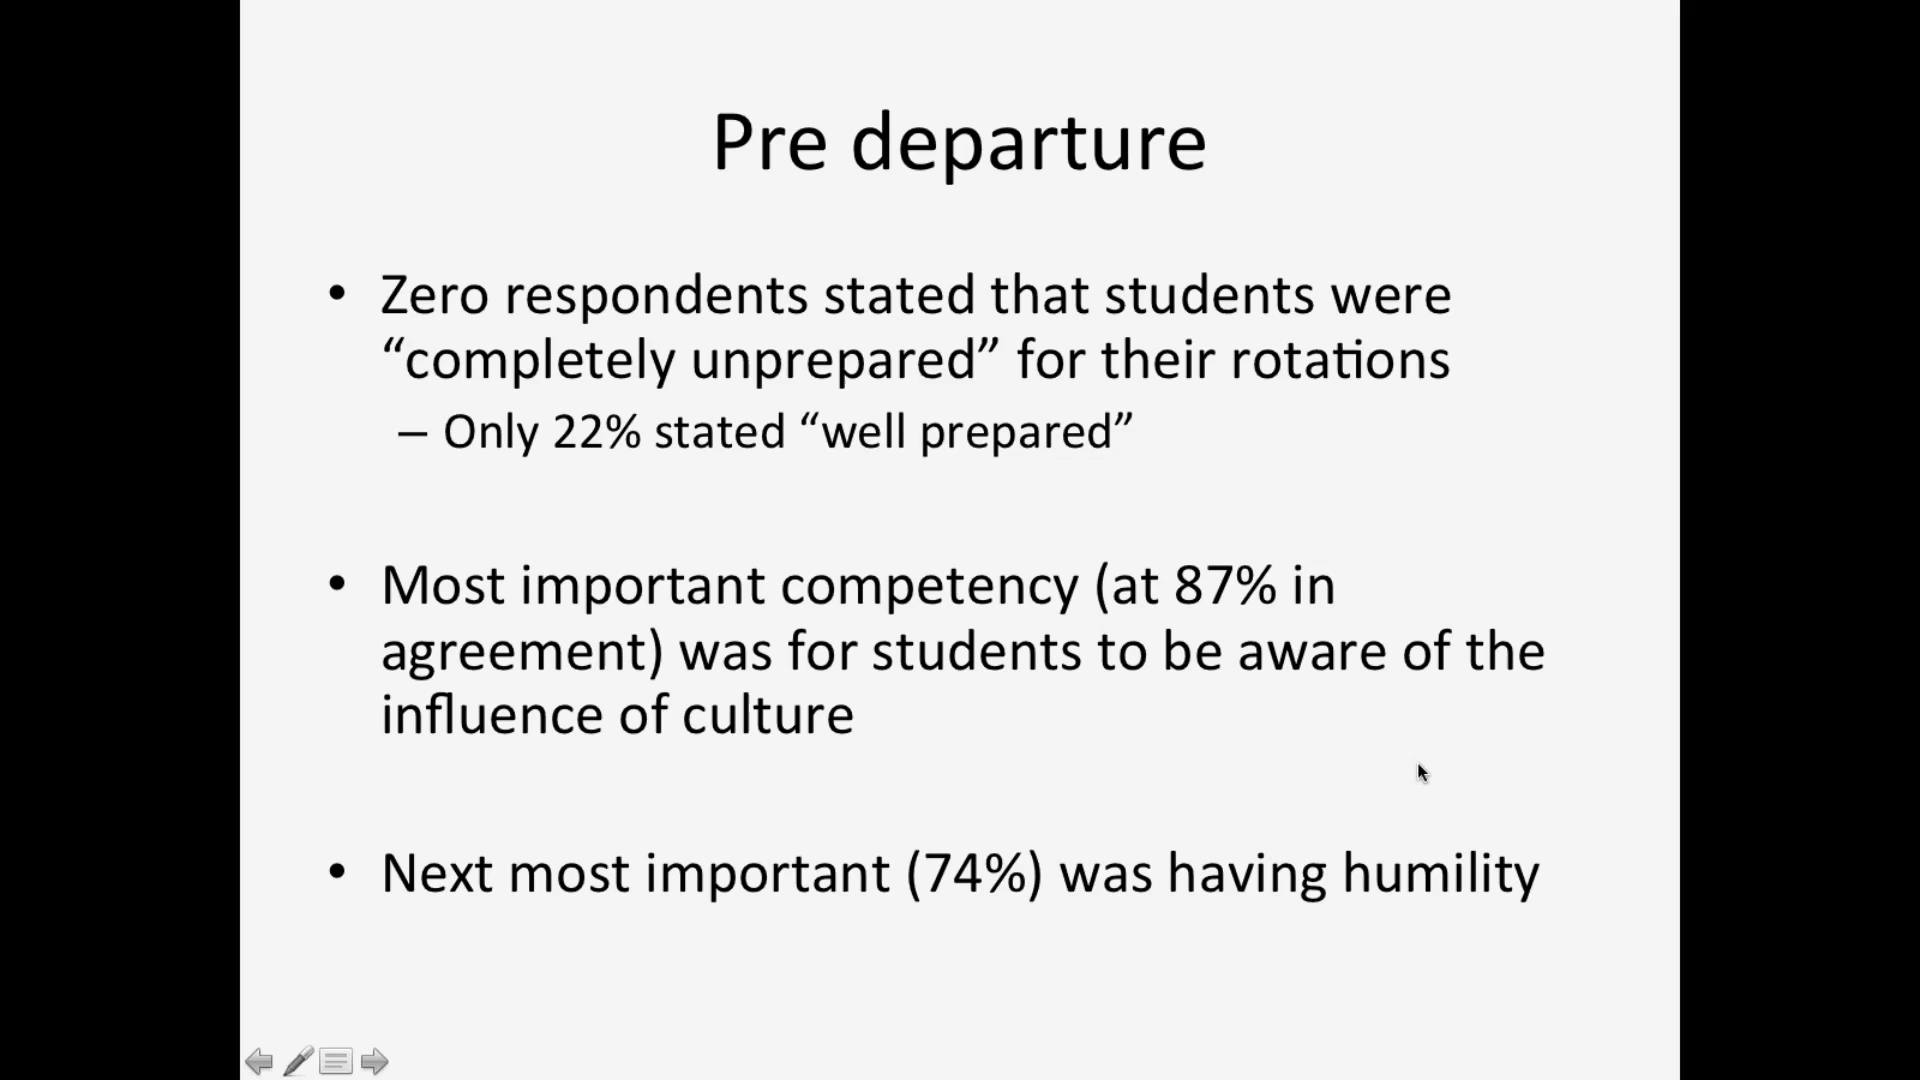 Pre departure
• Zero respondents stated that students were
“completely unprepared” for their rotations
– Only 22% stated “well prepared”
• Most important competency (at 87% in
agreement) was for students to be aware of the
influence of culture
• Next most important (74%) was having humility